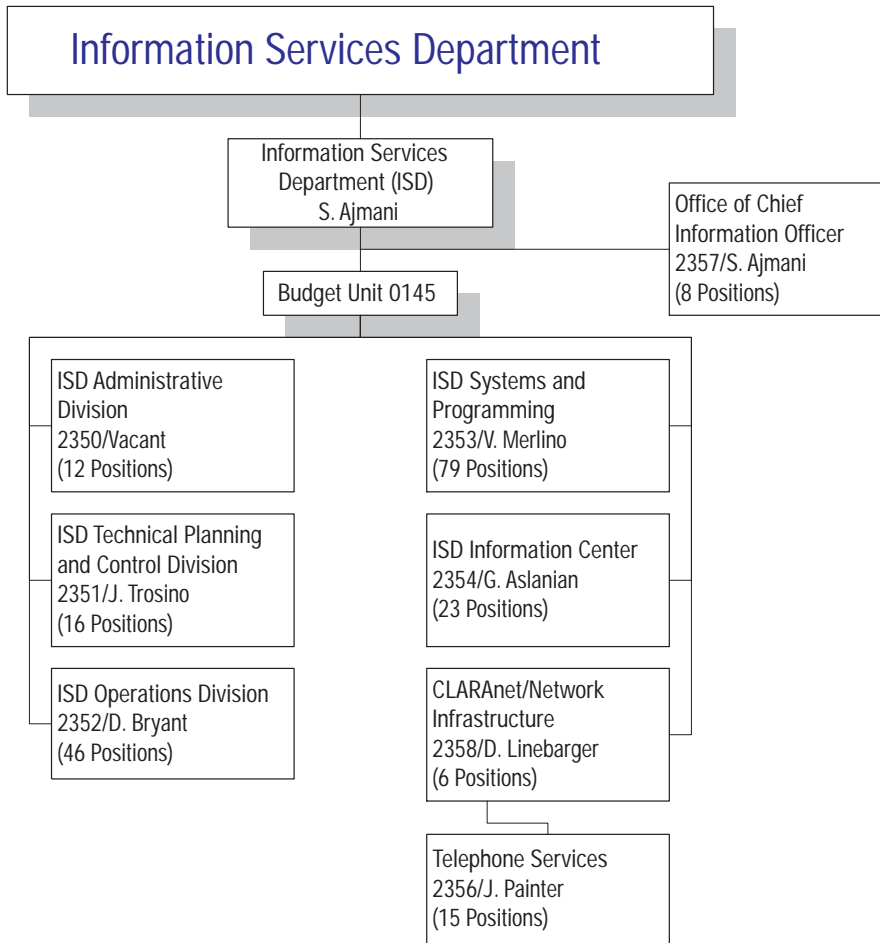 Information Services Department
Information Services
Department (ISD)
S. Ajmani
Office of Chief
Information Officer
2357/S. Ajmani
(8 Positions)
Budget Unit 0145
ISD Administrative
Division
2350/Vacant
(12 Positions)
ISD Technical Planning
and Control Division
2351/J. Trosino
(16 Positions)
ISD Operations Division
2352/D. Bryant
(46 Positions)
ISD Systems and
Programming
2353/V. Merlino
(79 Positions)
ISD Information Center
2354/G. Aslanian
(23 Positions)
CLARAnet/Network
Infrastructure
2358/D. Linebarger
(6 Positions)
Telephone Services
2356/J. Painter
(15 Positions)